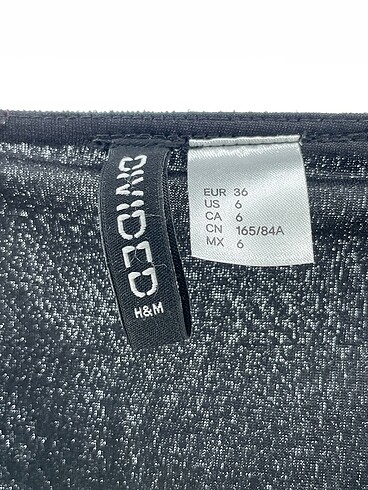 DIVIDED
H&M
EUR 36
US 6
CA 6
CN 165/84A
MX 6